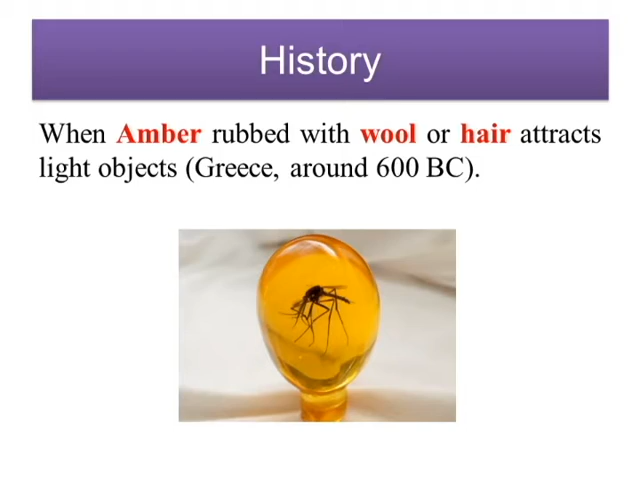 History
When Amber rubbed with wool or hair attracts
light objects (Greece, around 600 BC).